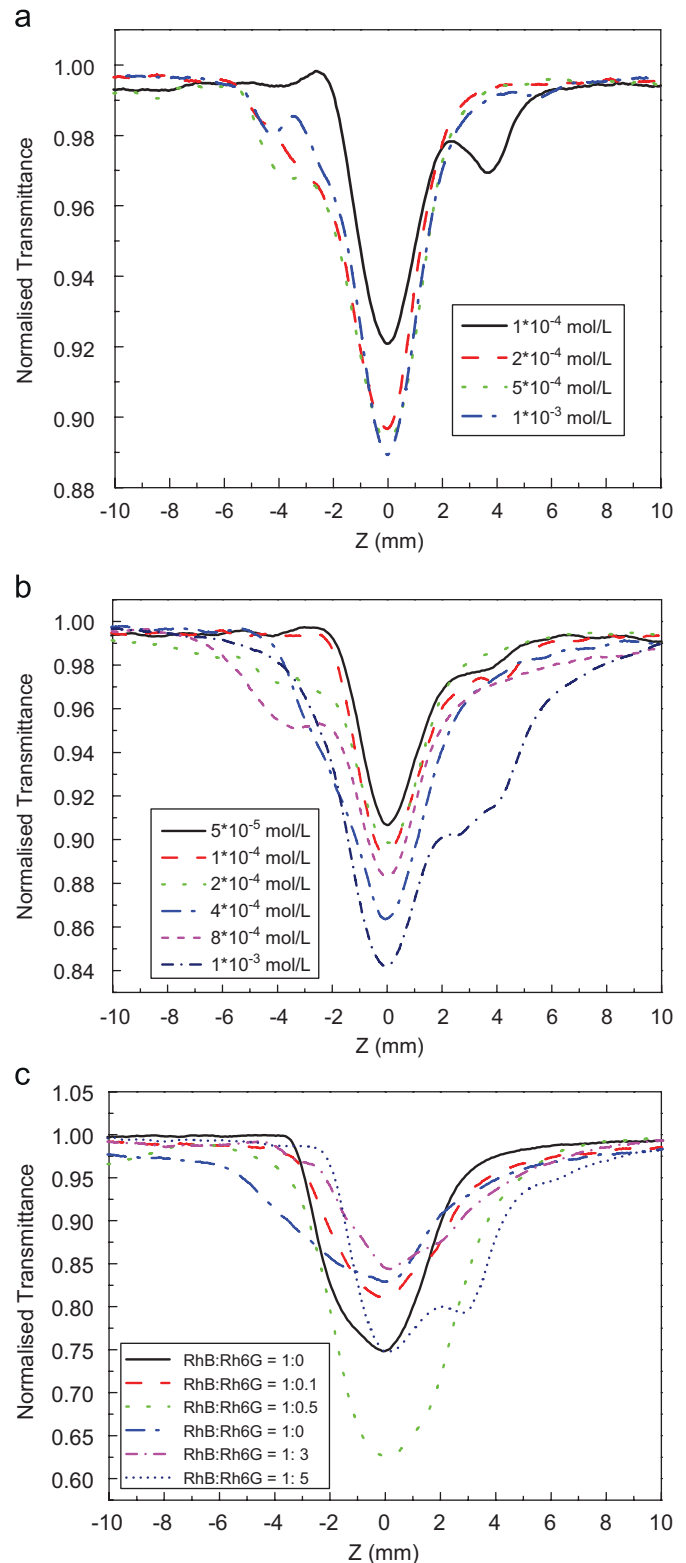 a
1.00
0.98
0.96
0.94
0.92
0.90
0.88
Normalised Transmittance
1*10-4 mol/L
2*10-4 mol/L
5*10-4 mol/L
1*10-3 mol/L
-10 -8 -6 -4 -2 0 2 4 6 8 10
Z (mm)
b
1.00
0.98
0.96
0.94
0.92
0.90
0.88
0.86
0.84
Normalised Transmittance
5*10-5 mol/L
1*10-4 mol/L
2*10-4 mol/L
4*10-4 mol/L
8*10-4 mol/L
1*10-3 mol/L
-10 -8 -6 -4 -2 0 2 4 6 8 10
Z (mm)
c
1.05
1.00
0.95
0.90
0.85
0.80
0.75
0.70
0.65
0.60
Normalised Transmittance
RhB:Rh6G = 1:0
RhB:Rh6G = 1:0.1
RhB:Rh6G = 1:0.5
RhB:Rh6G = 1:0
RhB:Rh6G = 1: 3
RhB:Rh6G = 1: 5
-10 -8 -6 -4 -2 0 2 4 6 8 10
Z (mm)